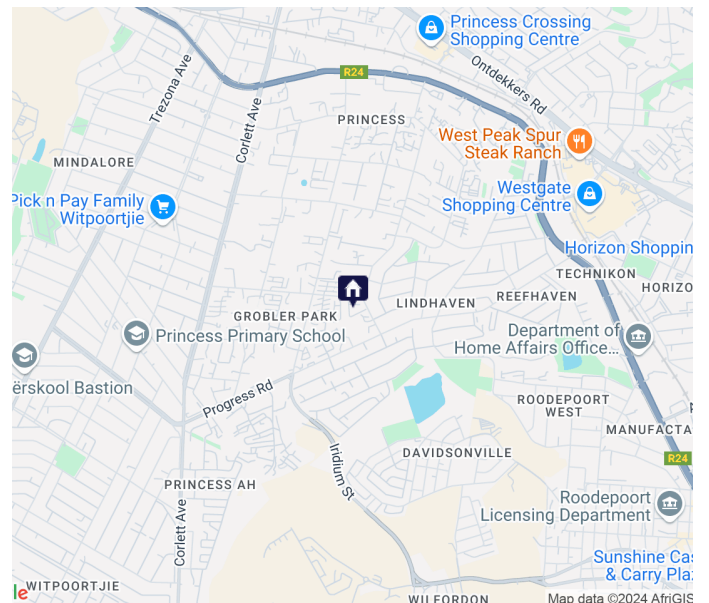 Princess Crossing
Shopping Centre
Trezona Ave
Corlett Ave
R24
Ontdekkers Rd
PRINCESS
West Peak Spur
Steak Ranch
MINDALORE
Pick n Pay Family
Witpoortjie
Westgate
Shopping Centre
Horizon Shoppin
TECHNIKON
HORIZO
REEFHAVEN
LINDHAVEN
GROBLER PARK
Princess Primary School
Department of
Home Affairs Office...
ërskool Bastion
Progress Rd
ROODEPOORT
WEST
MANUFACTA
Iridium St
DAVIDSONVILLE
R24
PRINCESS AH
Roodepoort
Licensing Department
Corlett Ave
Sunshine Cas
& Carry Plaz
le
WITPOORTJIE
WILFORDON
Map data ©2024 AfriGIS